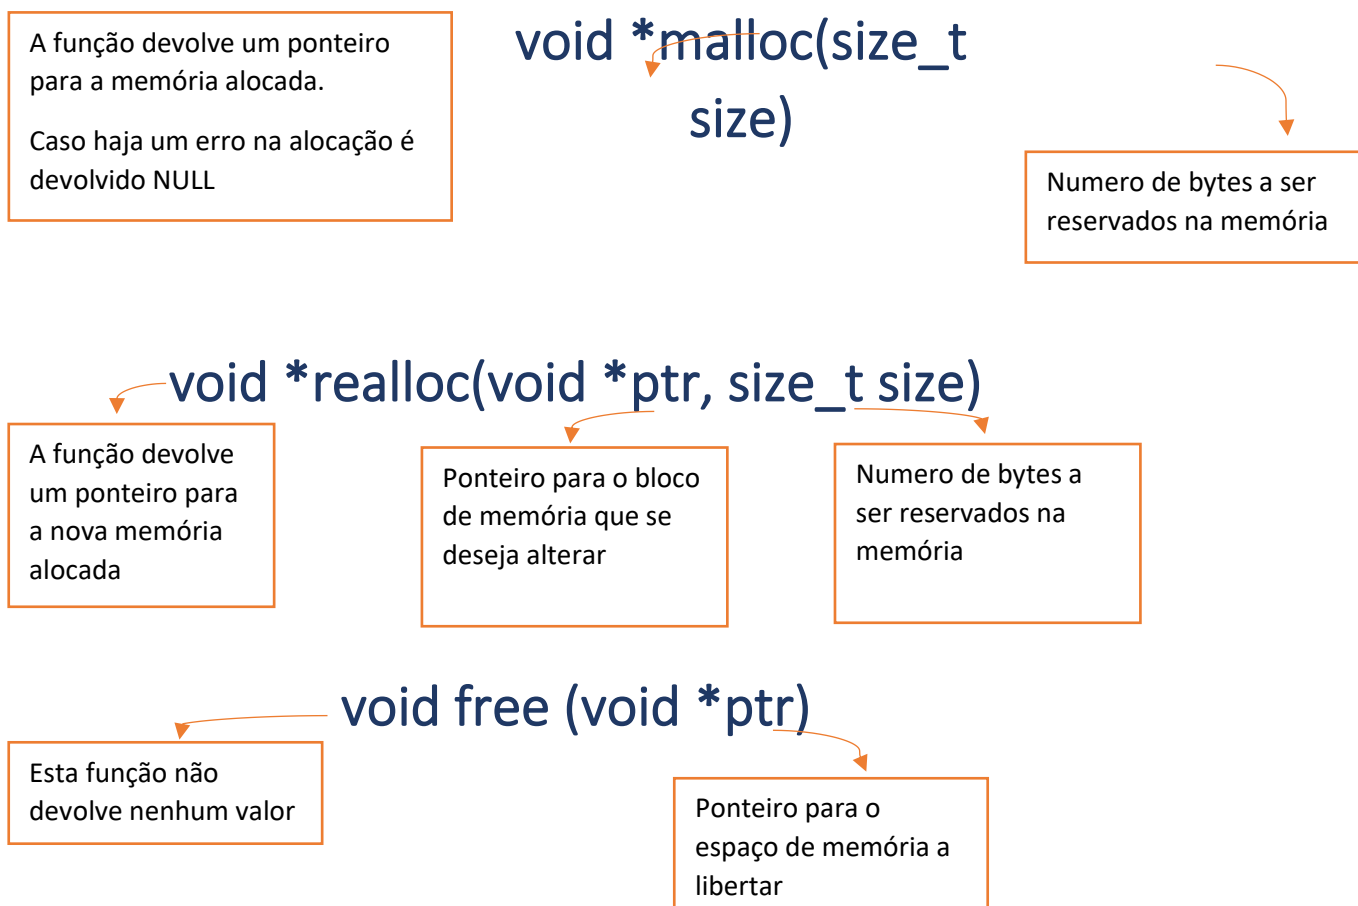 A função devolve um ponteiro
para a memória alocada.
Caso haja um erro na alocação é
devolvido NULL
void *malloc(size_t
size)
Numero de bytes a ser
reservados na memória
void *realloc(void *ptr, size_t size)
A função devolve
um ponteiro para
a nova memória
alocada
Ponteiro para o bloco
de memória que se
deseja alterar
Numero de bytes a
ser reservados na
memória
void free (void *ptr)
Esta função não
devolve nenhum valor
Ponteiro para o
espaço de memória a
libertar